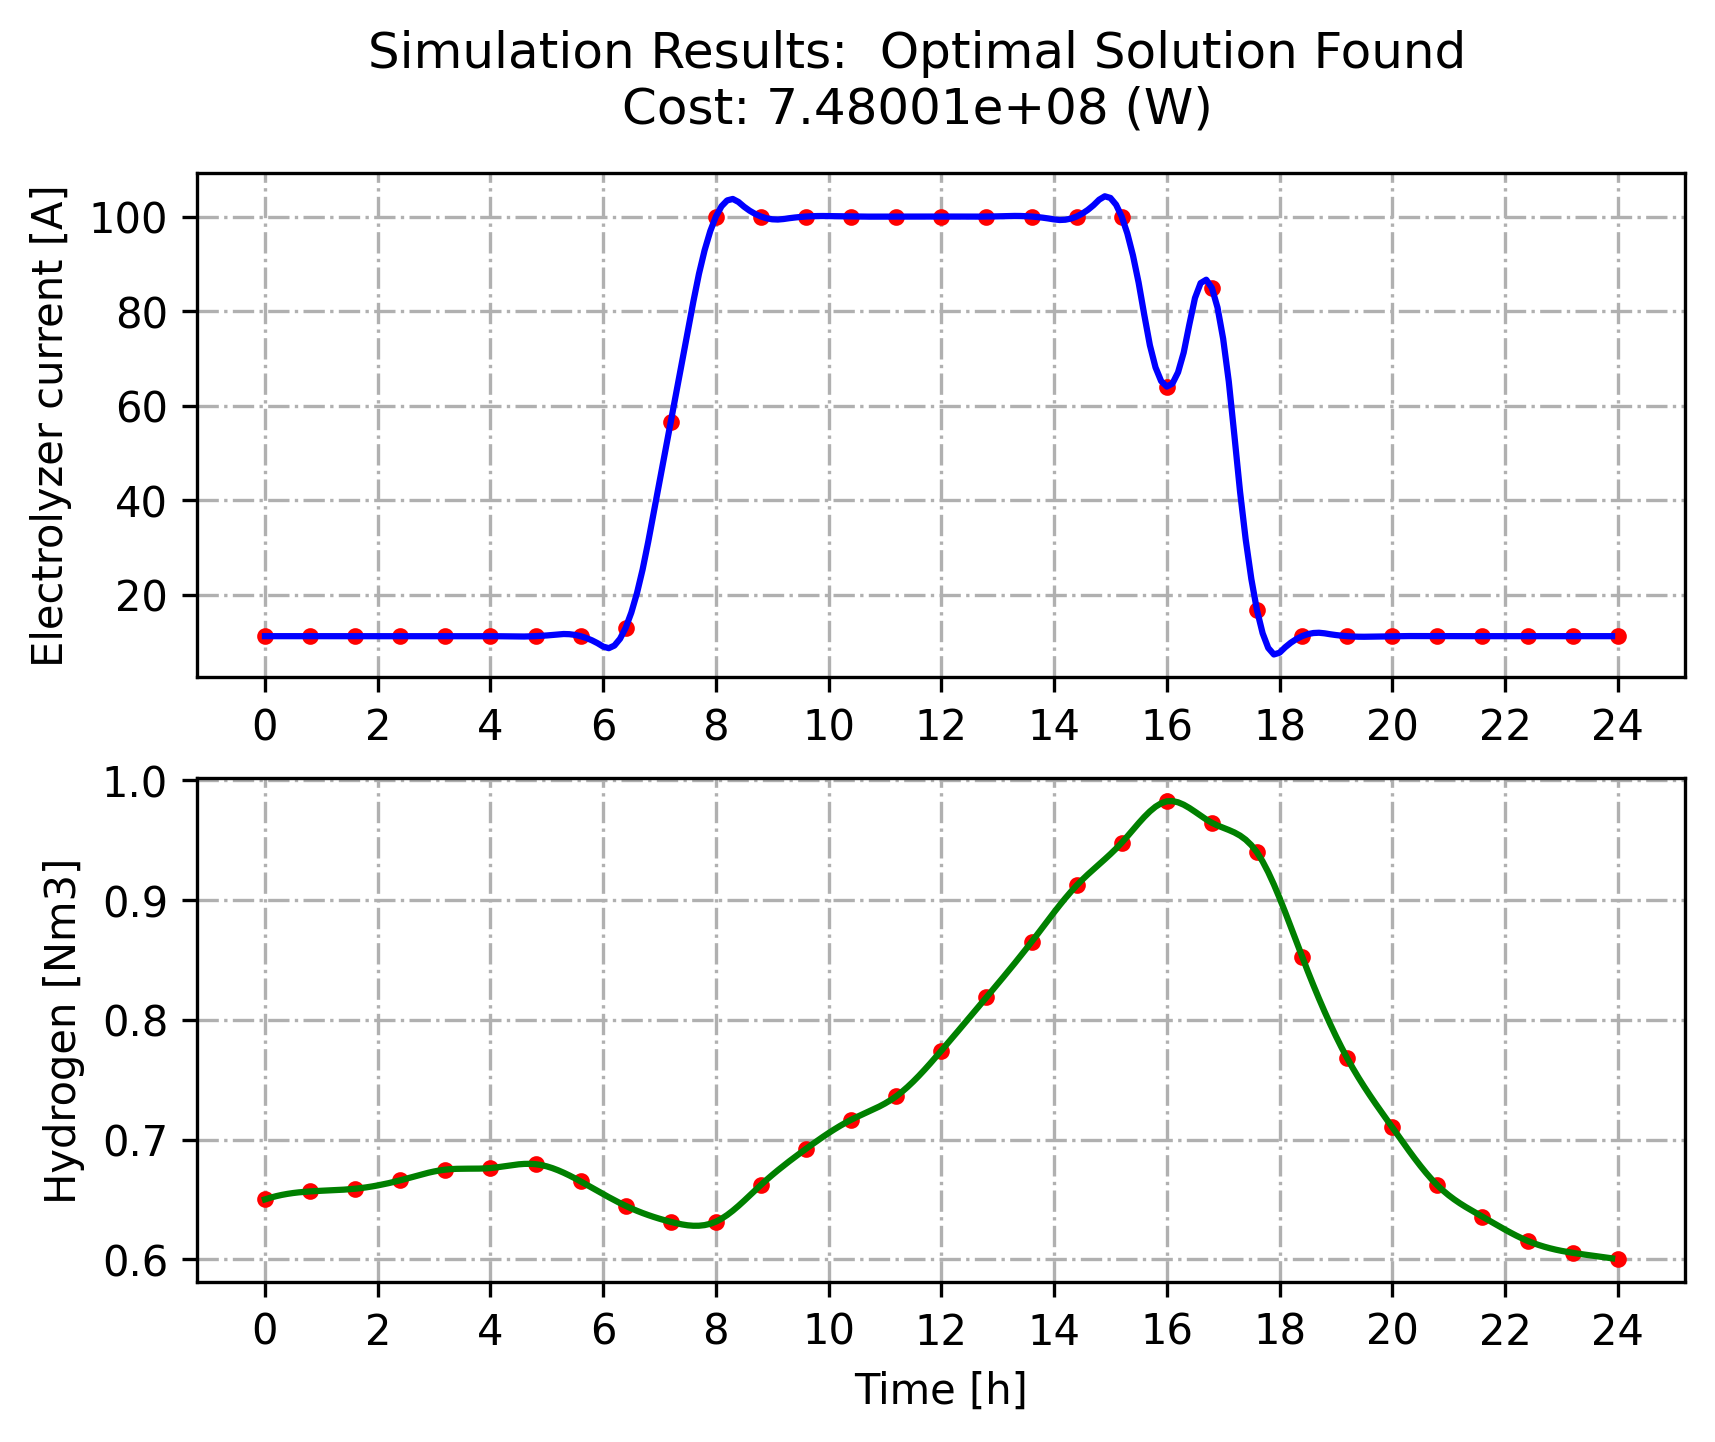 Simulation Results:  Optimal Solution Found
Cost: 7.48001e+08 (W)
Electrolyzer current [A]
100
80
60
40
20
0 2 4 6 8 10 12 14 16 18 20 22 24
Hydrogen [Nm3]
1.0
0.9
0.8
0.7
0.6
0 2 4 6 8 10 12 14 16 18 20 22 24
Time [h]